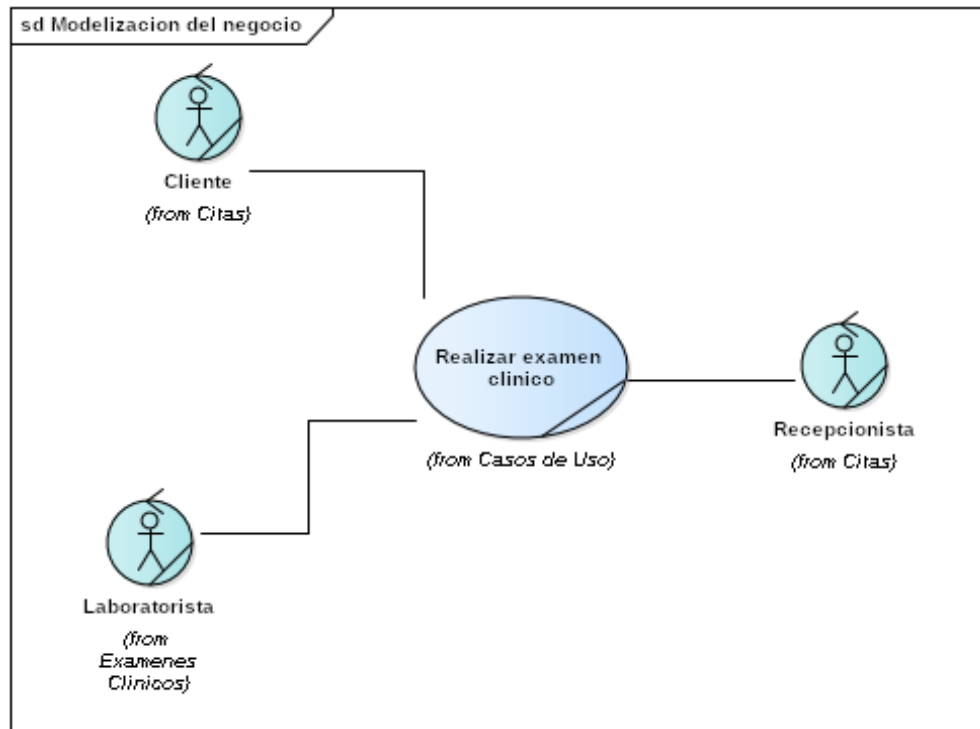 sd Modelizacion del negocio
Cliente
(from Citas)
Realizar examen
clinico
(from Casos de Uso)
Recepcionista
(from Citas)
Laboratorista
(from
Examenes
Clinicos)